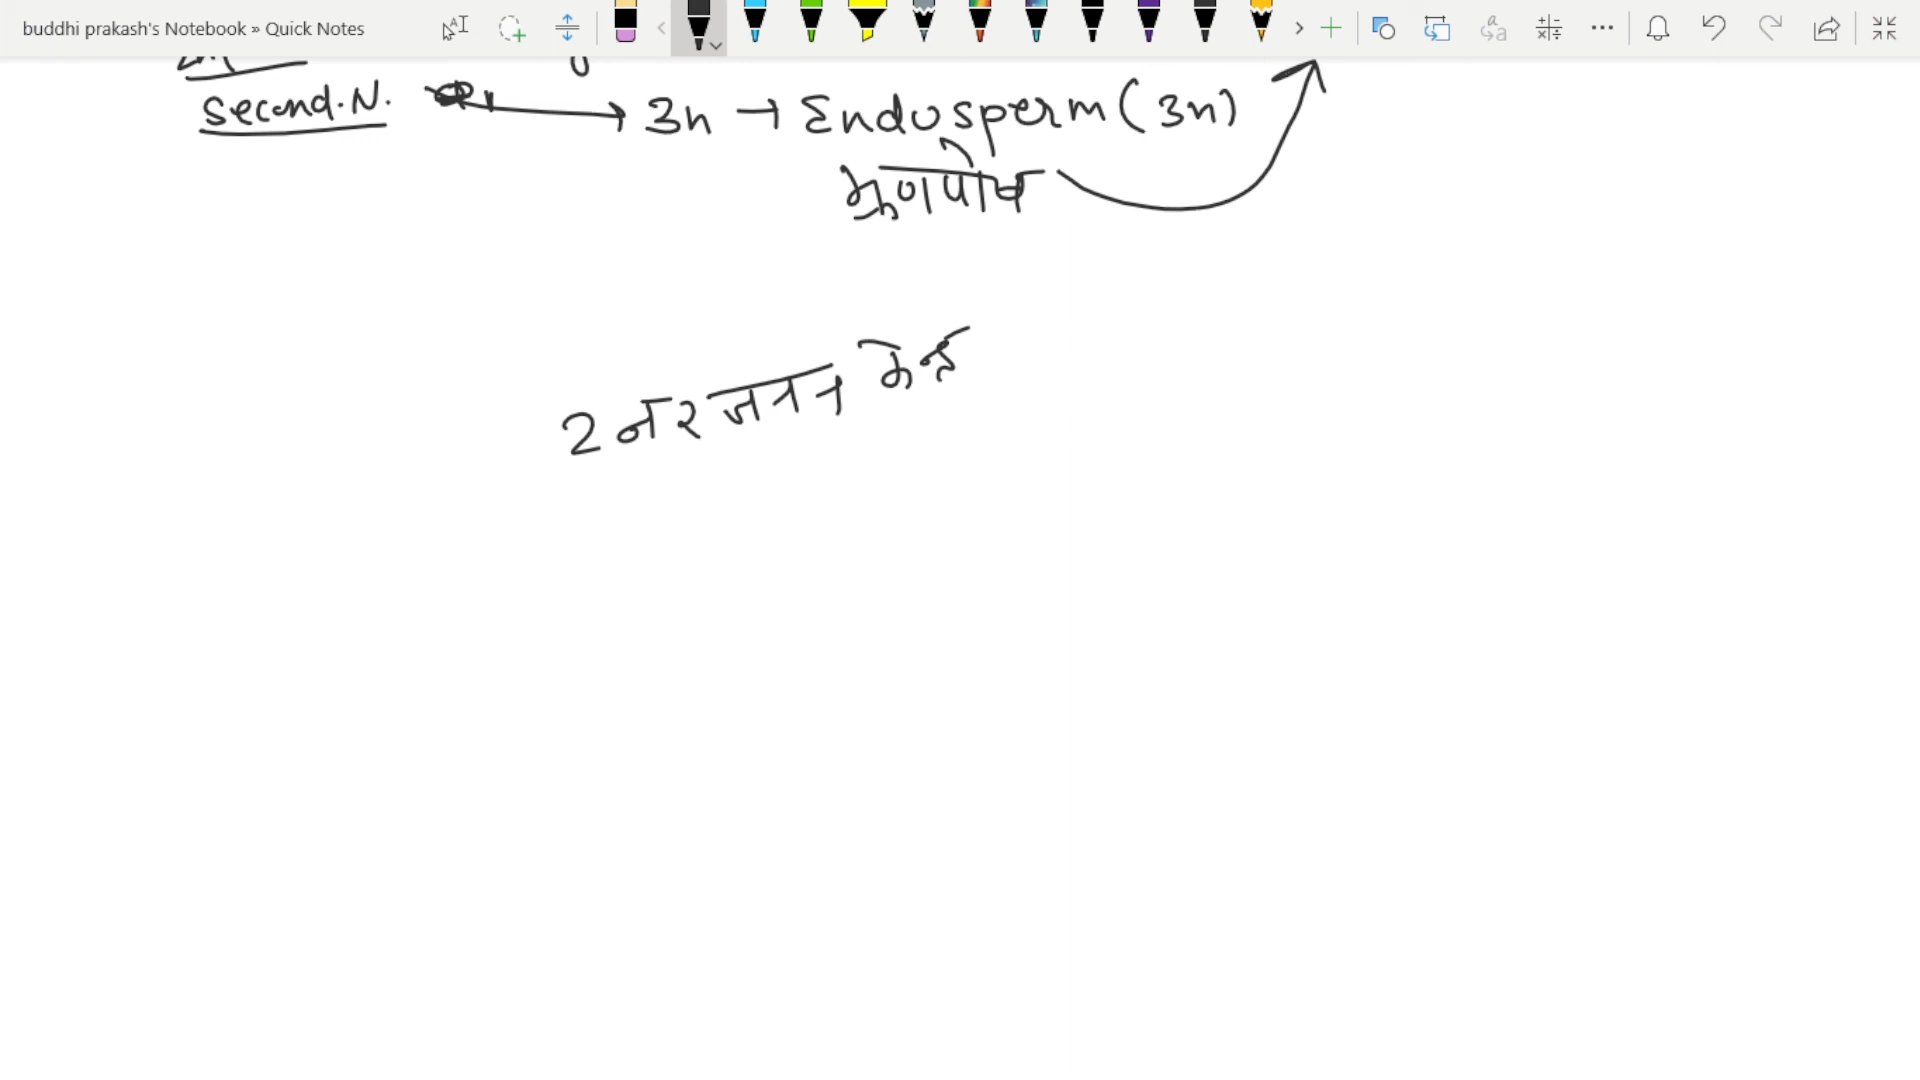 buddhi prakash's Notebook » Quick Notes
Second.N. → 3n → Endosperm (3n)
भ्रूणपोष
2 नर जनन केन्द्र